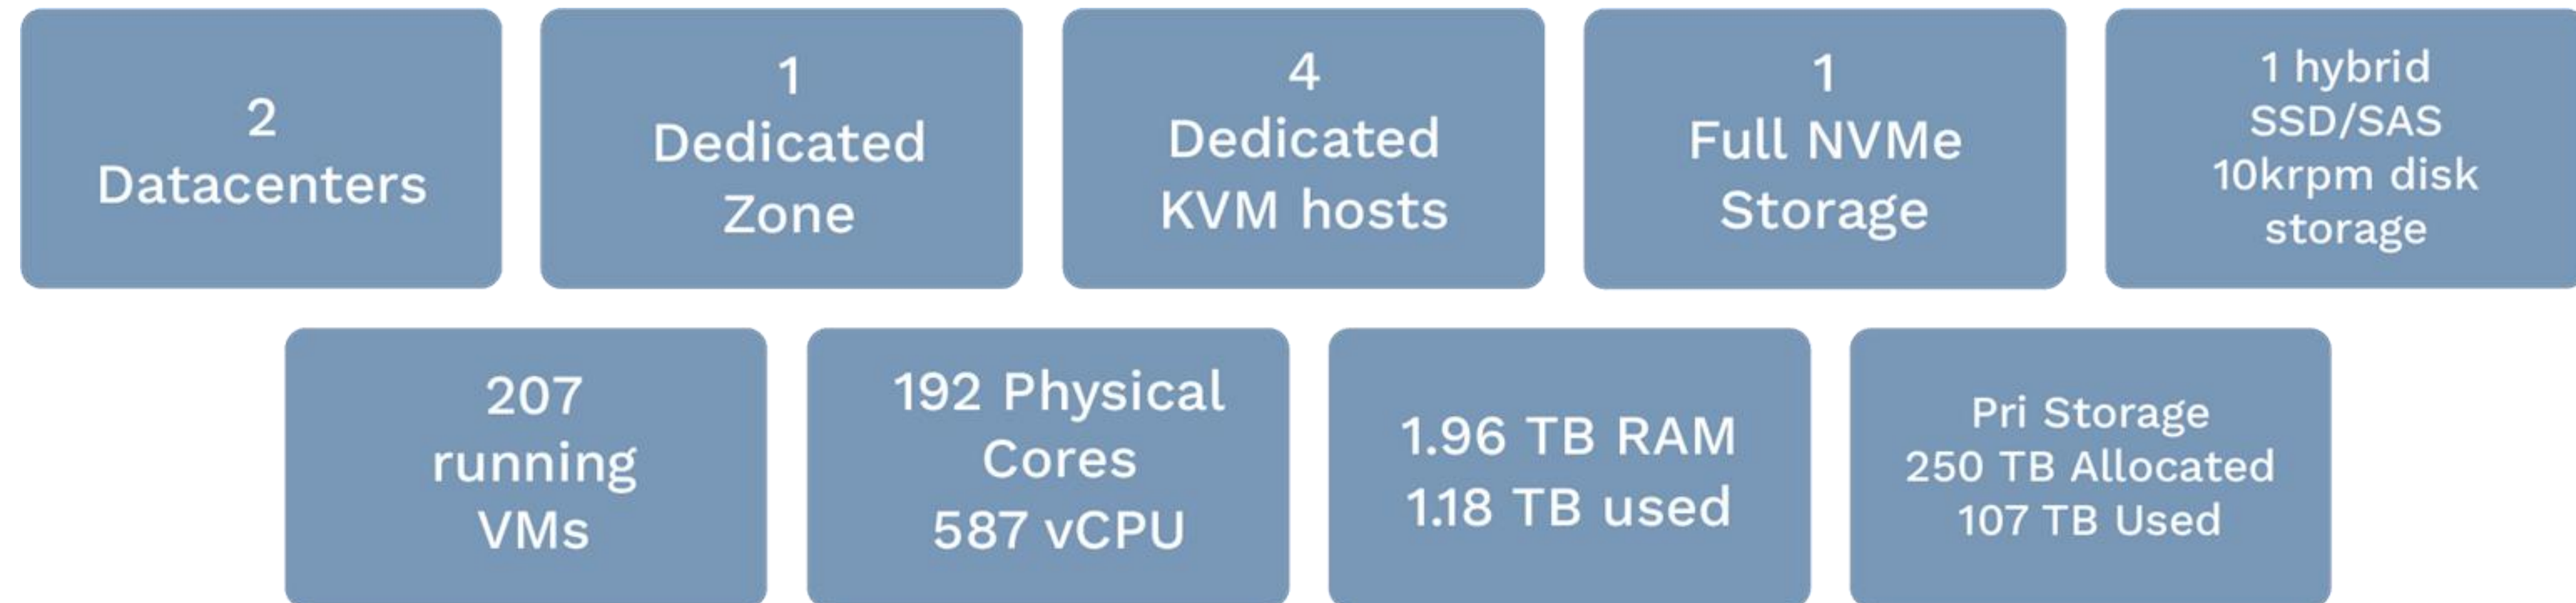 2
Datacenters
1
Dedicated
Zone
4
Dedicated
KVM hosts
1
Full NVMe
Storage
1 hybrid
SSD/SAS
10krpm disk
storage
207
running
VMs
192 Physical
Cores
587 vCPU
1.96 TB RAM
1.18 TB used
Pri Storage
250 TB Allocated
107 TB Used